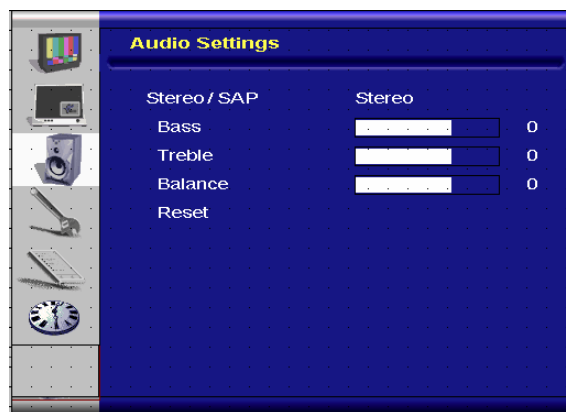 Audio Settings
Stereo / SAP Stereo
Bass 0
Treble 0
Balance 0
Reset